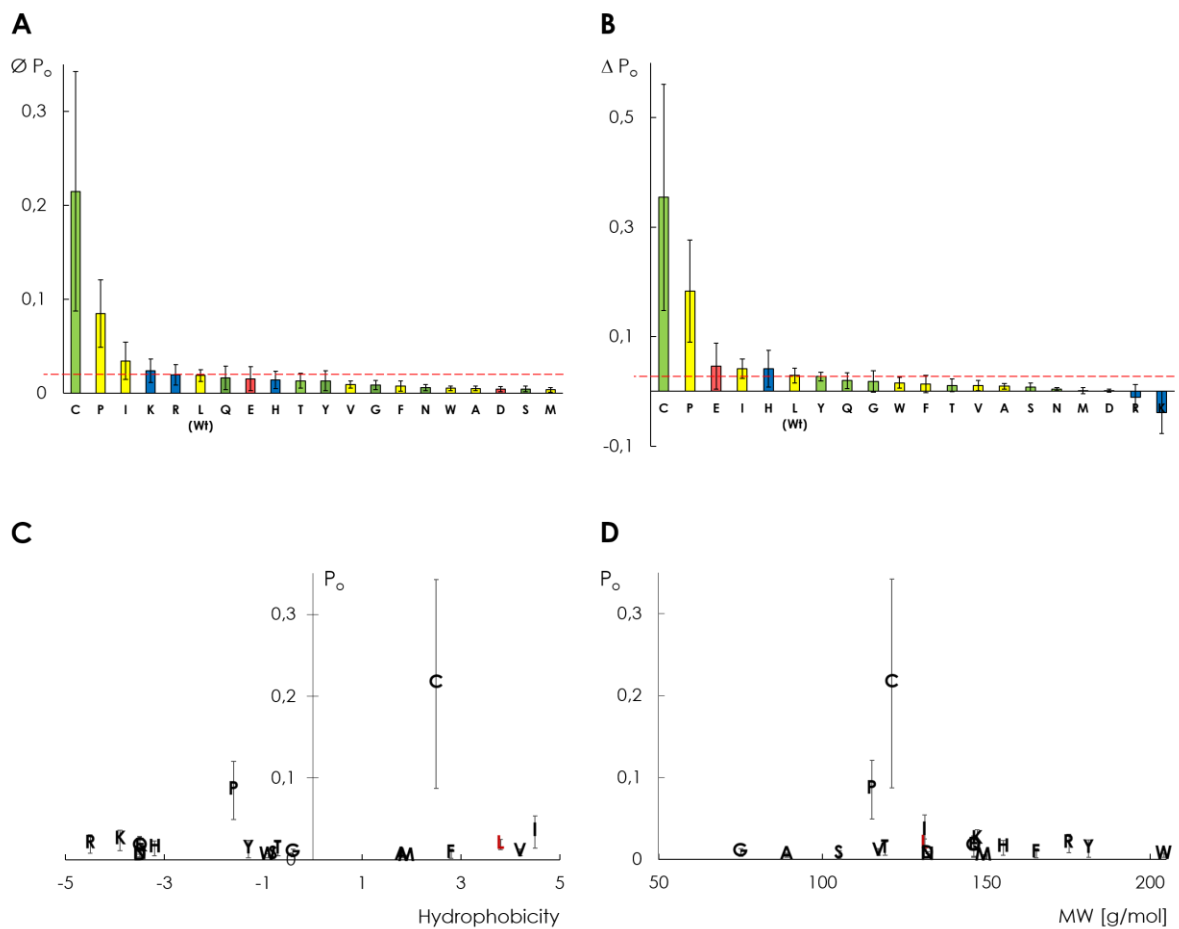 A
Ø Po
0,3
0,2
0,1
0
C P I K R L Q E H T Y V G F N W A D S M
(Wt)
B
Δ Po
0,5
0,3
0,1
-0,1
C P E I H L Y Q G W F T V A S N M D R K
(Wt)
C
Po
0,3
0,2
0,1
0
C
P
I
R K H Y T G F L V
-5 -3 -1 1 3 5
Hydrophobicity
D
Po
0,3
0,2
0,1
0
C
P
I
G A S V T K M H F R Y W
50 100 150 200
MW [g/mol]